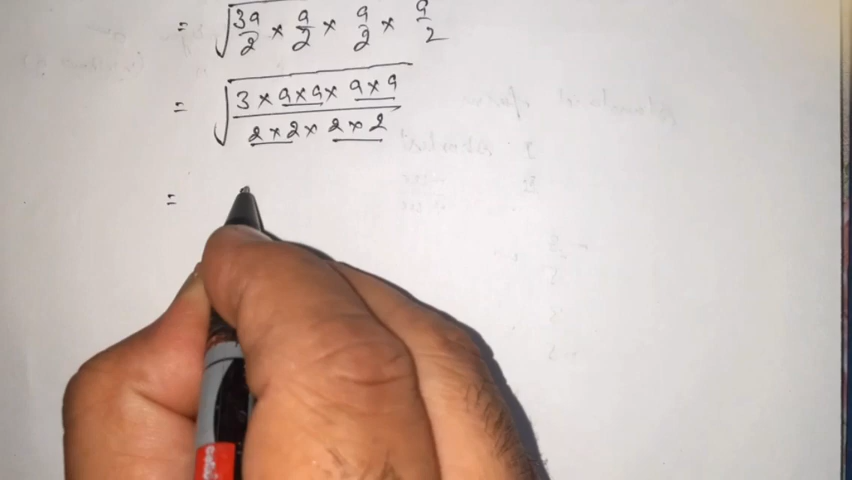 = √(3a/2 × a/2 × a/2 × a/2)
= √((3 × a×a × a×a)/(2×2 × 2×2))
=